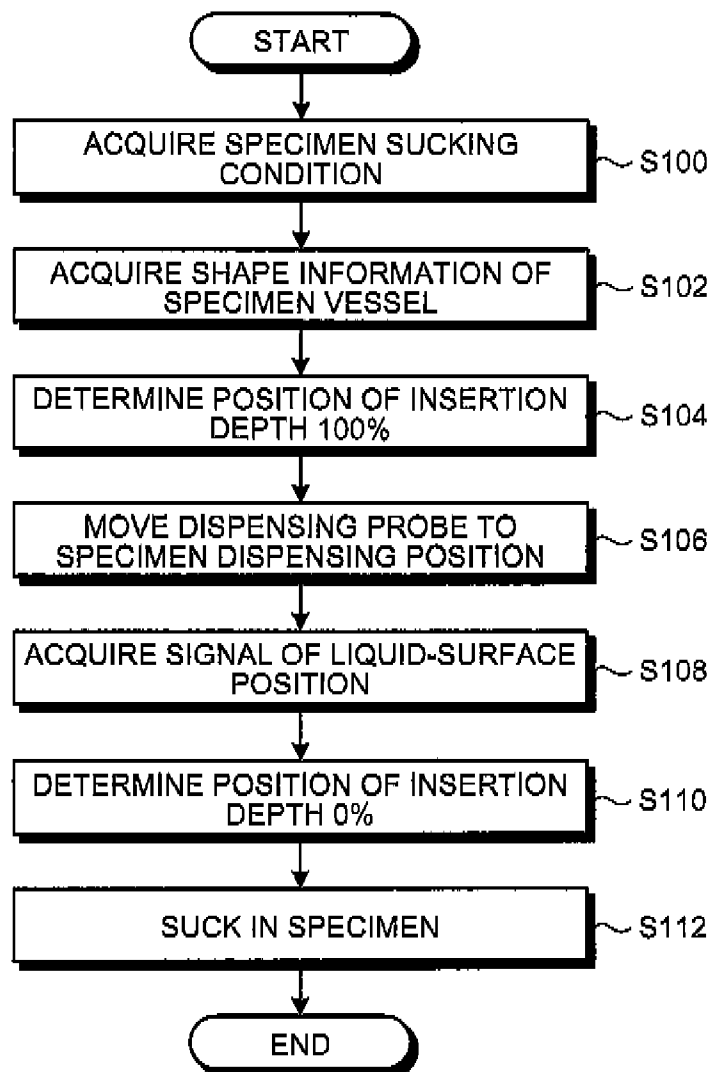 START
ACQUIRE SPECIMEN SUCKING
CONDITION
S100
ACQUIRE SHAPE INFORMATION OF
SPECIMEN VESSEL
S102
DETERMINE POSITION OF INSERTION
DEPTH 100%
S104
MOVE DISPENSING PROBE TO
SPECIMEN DISPENSING POSITION
S106
ACQUIRE SIGNAL OF LIQUID-SURFACE
POSITION
S108
DETERMINE POSITION OF INSERTION
DEPTH 0%
S110
SUCK IN SPECIMEN
S112
END